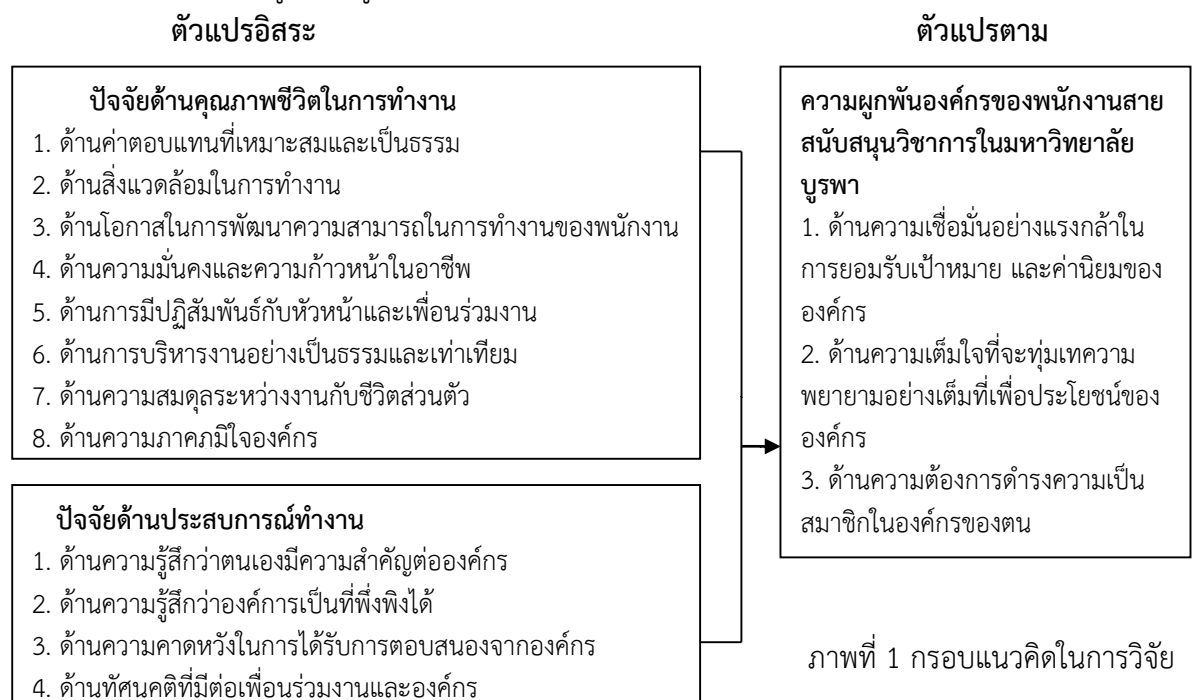 ตัวแปรอิสระ
ปัจจัยด้านคุณภาพชีวิตในการทำงาน
1. ด้านค่าตอบแทนที่เหมาะสมและเป็นธรรม
2. ด้านสิ่งแวดล้อมในการทำงาน
3. ด้านโอกาสในการพัฒนาความสามารถในการทำงานของพนักงาน
4. ด้านความมั่นคงและความก้าวหน้าในอาชีพ
5. ด้านการมีปฏิสัมพันธ์กับหัวหน้าและเพื่อนร่วมงาน
6. ด้านการบริหารงานอย่างเป็นธรรมและเท่าเทียม
7. ด้านความสมดุลระหว่างงานกับชีวิตส่วนตัว
8. ด้านความภาคภูมิใจองค์กร
ปัจจัยด้านประสบการณ์ทำงาน
1. ด้านความรู้สึกว่าตนเองมีความสำคัญต่อองค์กร
2. ด้านความรู้สึกว่าองค์การเป็นที่พึ่งพิงได้
3. ด้านความคาดหวังในการได้รับการตอบสนองจากองค์กร
4. ด้านทัศนคติที่มีต่อเพื่อนร่วมงานและองค์กร
ตัวแปรตาม
ความผูกพันองค์กรของพนักงานสาย
สนับสนุนวิชาการในมหาวิทยาลัย
บูรพา
1. ด้านความเชื่อมั่นอย่างแรงกล้าใน
การยอมรับเป้าหมาย และค่านิยมของ
องค์กร
2. ด้านความเต็มใจที่จะทุ่มเทความ
พยายามอย่างเต็มที่เพื่อประโยชน์ของ
องค์กร
3. ด้านความต้องการดำรงความเป็น
สมาชิกในองค์กรของตน
ภาพที่ 1 กรอบแนวคิดในการวิจัย